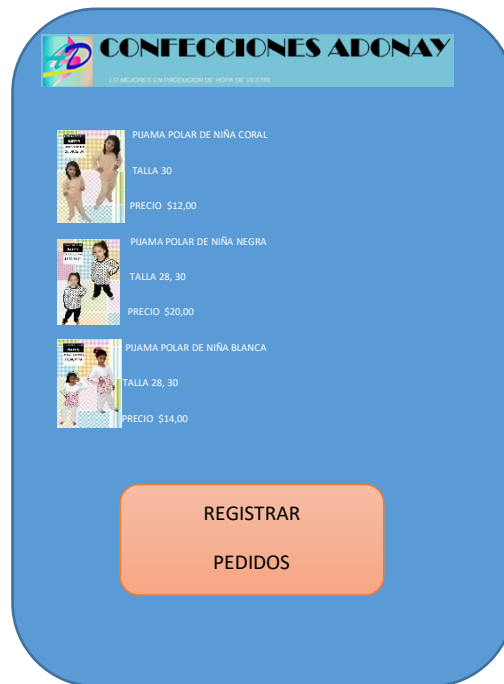 AD CONFECCIONES ADONAY
LO MEJORES EN PRODUCION DE ROPA DE VESTIR
PIJAMA POLAR DE NIÑA CORAL
TALLA 30
PRECIO $12,00
PIJAMA POLAR DE NIÑA NEGRA
TALLA 28, 30
PRECIO $20,00
PIJAMA POLAR DE NIÑA BLANCA
TALLA 28, 30
PRECIO $14,00
REGISTRAR
PEDIDOS